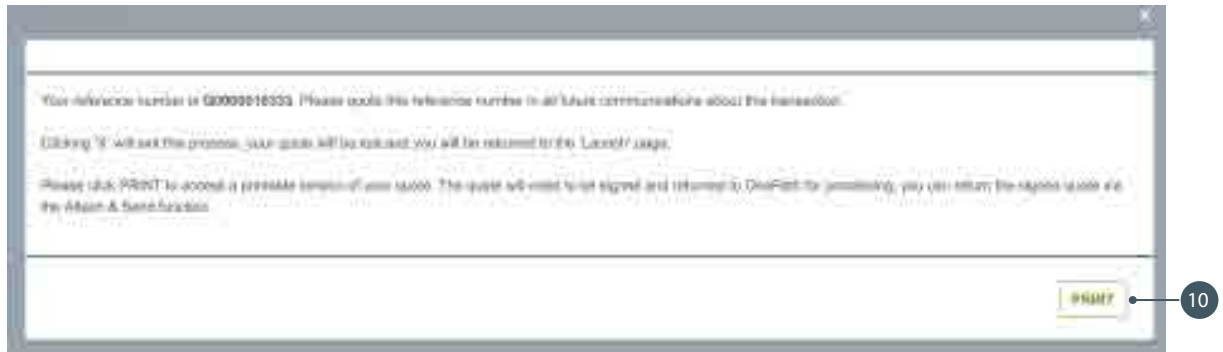 X
Your reference number is Please quote this reference number in all future communications about this transaction.
Clicking 'X' will exit this process, your quote will be and you will be returned to the 'Launch' page.
Please click PRINT to access a printable version of your quote. The quote will need to be signed and returned to OnePath for processing, you can return the signed quote via
the Attach & Send function.
PRINT
10